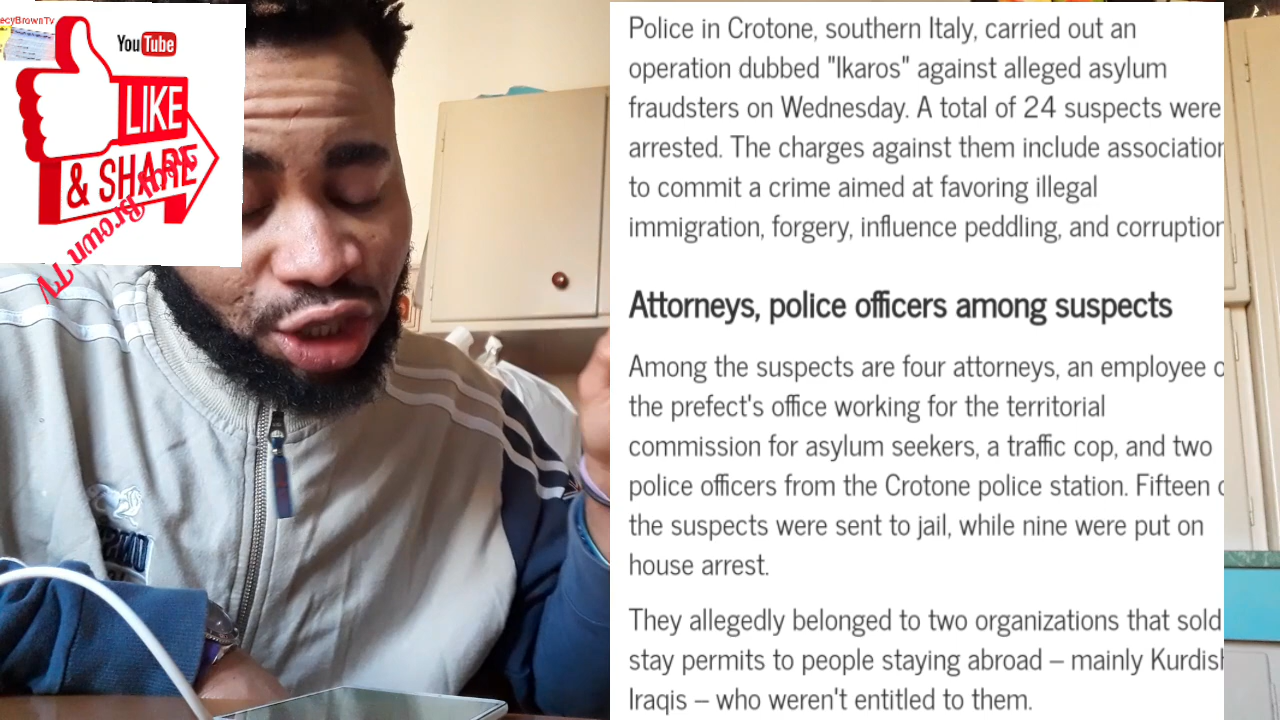 YouTube
LIKE
& SHARE
Police in Crotone, southern Italy, carried out an
operation dubbed "Ikaros" against alleged asylum
fraudsters on Wednesday. A total of 24 suspects were
arrested. The charges against them include association
to commit a crime aimed at favoring illegal
immigration, forgery, influence peddling, and corruption
Attorneys, police officers among suspects
Among the suspects are four attorneys, an employee o
the prefect's office working for the territorial
commission for asylum seekers, a traffic cop, and two
police officers from the Crotone police station. Fifteen o
the suspects were sent to jail, while nine were put on
house arrest.
They allegedly belonged to two organizations that sold
stay permits to people staying abroad – mainly Kurdish
Iraqis – who weren't entitled to them.